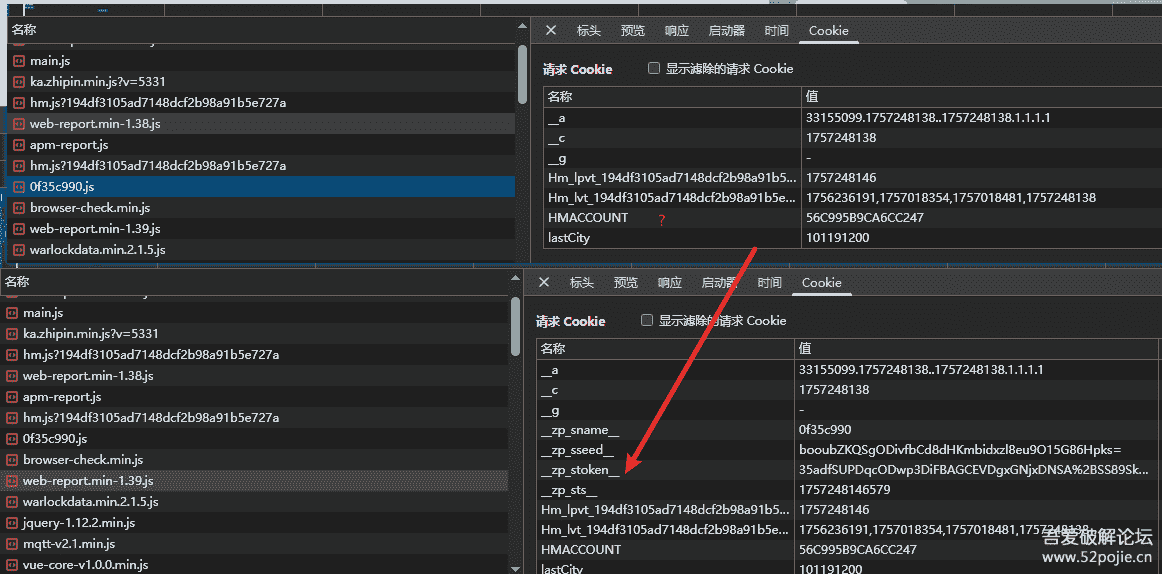 名称
main.js
ka.zhipin.min.js?v=5331
hm.js?194df3105ad7148dcf2b98a91b5e727a
web-report.min-1.38.js
apm-report.js
hm.js?194df3105ad7148dcf2b98a91b5e727a
0f35c990.js
browser-check.min.js
web-report.min-1.39.js
warlockdata.min.2.1.5.js
标头 预览 响应 启动器 时间 Cookie
请求 Cookie 显示滤除的请求 Cookie
名称 值
__a 33155099.1757248138..1757248138.1.1.1.1
__c 1757248138
__g -
Hm_lpvt_194df3105ad7148dcf2b98a91b5... 1757248146
Hm_lvt_194df3105ad7148dcf2b98a91b5e... 1756236191,1757018354,1757018481,1757248138
HMACCOUNT ? 56C995B9CA6CC247
lastCity 101191200
名称
main.js
ka.zhipin.min.js?v=5331
hm.js?194df3105ad7148dcf2b98a91b5e727a
web-report.min-1.38.js
apm-report.js
hm.js?194df3105ad7148dcf2b98a91b5e727a
0f35c990.js
browser-check.min.js
web-report.min-1.39.js
warlockdata.min.2.1.5.js
jquery-1.12.2.min.js
mqtt-v2.1.min.js
vue-core-v1.0.0.min.js
标头 预览 响应 启动器 时间 Cookie
请求 Cookie 显示滤除的请求 Cookie
名称 值
__a 33155099.1757248138..1757248138.1.1.1.1
__c 1757248138
__g -
__zp_sname__ 0f35c990
__zp_sseed__ booubZKQSgODivfbCd8dHKmbidxzI8eu9O15G86Hpks=
__zp_stoken__ 35adfSUPDqcODwp3DiFBAGCEVDgxGNjxDNSA%2BSS89Sk...
__zp_sts__ 1757248146579
Hm_lpvt_194df3105ad7148dcf2b98a91b5... 1757248146
Hm_lvt_194df3105ad7148dcf2b98a91b5e... 1756236191,1757018354,1757018481,1757248138
HMACCOUNT 56C995B9CA6CC247
lastCity 101191200
吾爱破解论坛
www.52pojie.cn